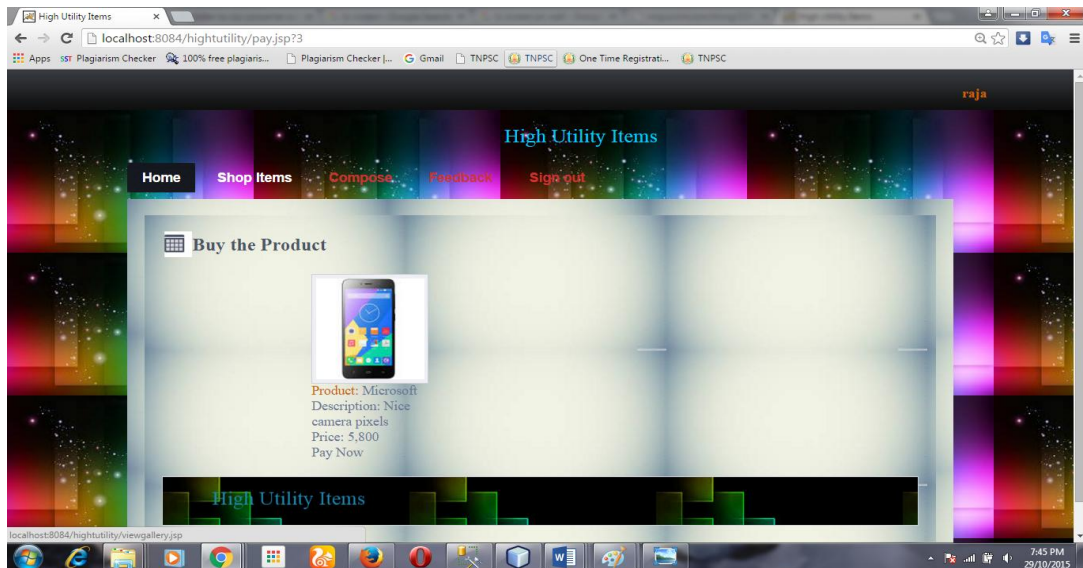 High Utility Items
localhost:8084/hightutility/pay.jsp?3
Apps SST Plagiarism Checker 100% free plagiaris... Plagiarism Checker |... Gmail TNPSC TNPSC One Time Registrati... TNPSC
raja
High Utility Items
Home Shop Items Compose Feedback Sign out
Buy the Product
Product: Microsoft
Description: Nice
camera pixels
Price: 5,800
Pay Now
High Utility Items
localhost:8084/hightutility/viewgallery.jsp
7:45 PM
29/10/2015